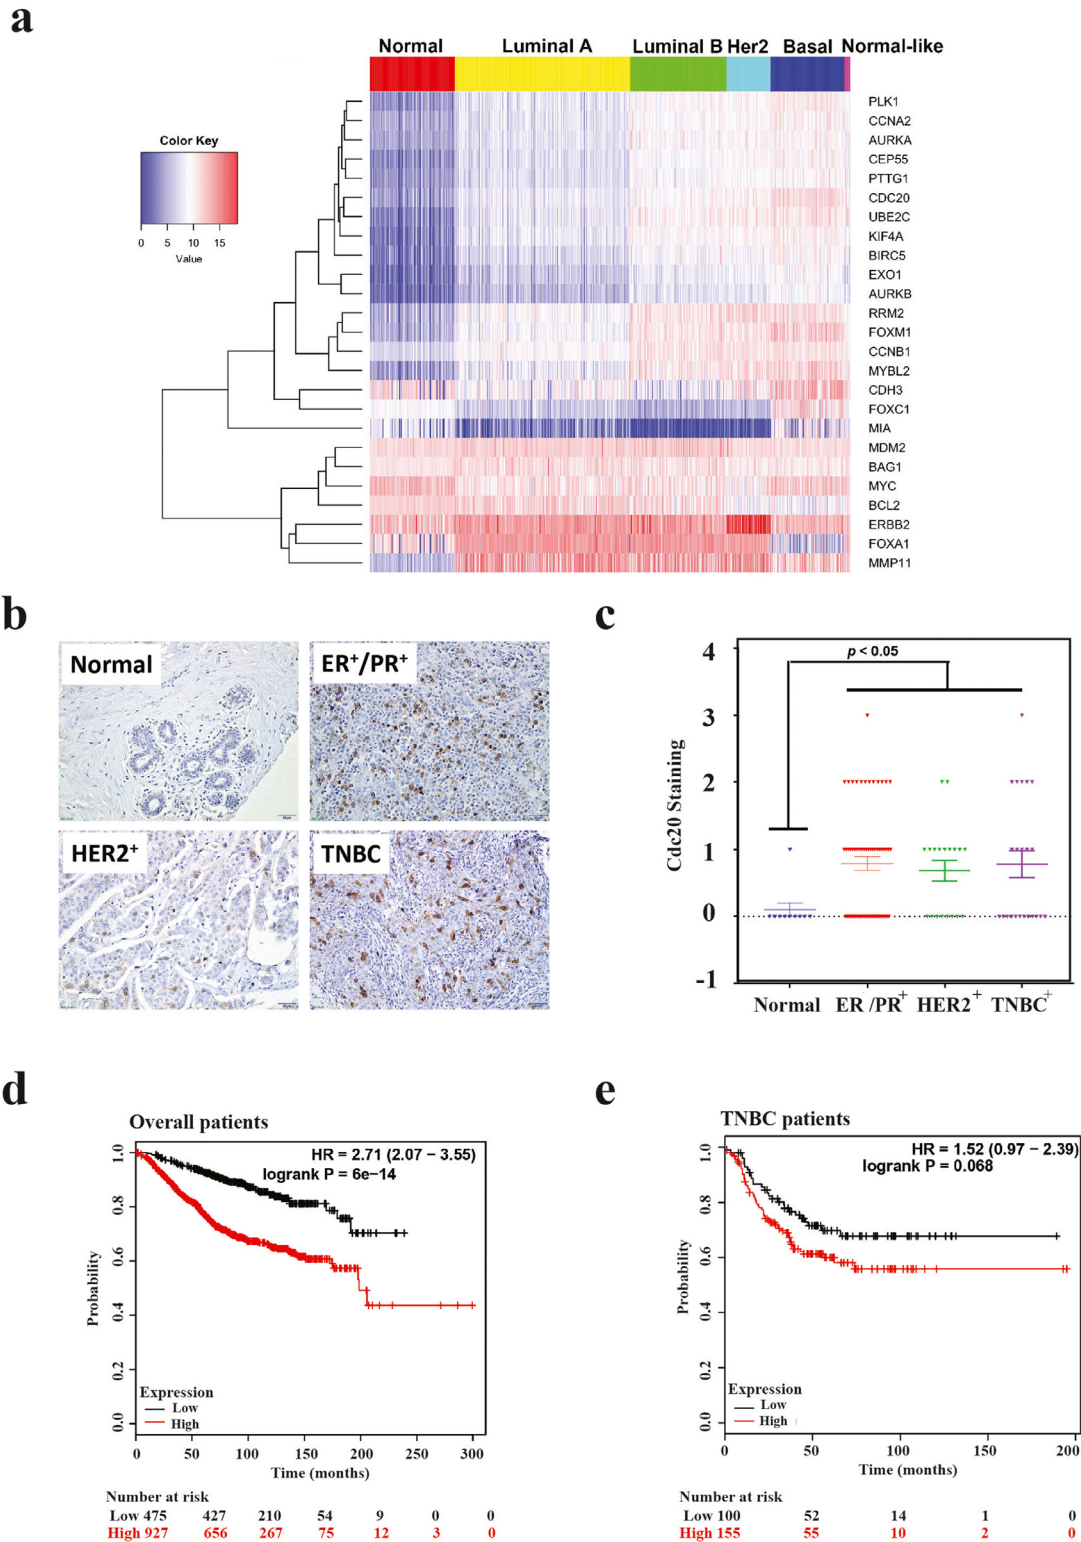 a
Normal Luminal A Luminal B Her2 Basal Normal-like
Color Key
0 5 10 15
Value
PLK1
CCNA2
AURKA
CEP55
PTTG1
CDC20
UBE2C
KIF4A
BIRC5
EXO1
AURKB
RRM2
FOXM1
CCNB1
MYBL2
CDH3
FOXC1
MIA
MDM2
BAG1
MYC
BCL2
ERBB2
FOXA1
MMP11
b
Normal
ER+/PR+
HER2+
TNBC
c
p < 0.05
Cdc20 Staining
4
3
2
1
0
-1
Normal ER /PR+ HER2+ TNBC+
d
Overall patients
HR = 2.71 (2.07 − 3.55)
logrank P = 6e−14
Probability
1.0
0.8
0.6
0.4
0.2
0.0
Expression
Low
High
0 50 100 150 200 250 300
Time (months)
Number at risk
Low 475 427 210 54 9 0 0
High 927 656 267 75 12 3 0
e
TNBC patients
HR = 1.52 (0.97 − 2.39)
logrank P = 0.068
Probability
1.0
0.8
0.6
0.4
0.2
0.0
Expression
Low
High
0 50 100 150 200
Time (months)
Number at risk
Low 100 52 14 1 0
High 155 55 10 2 0